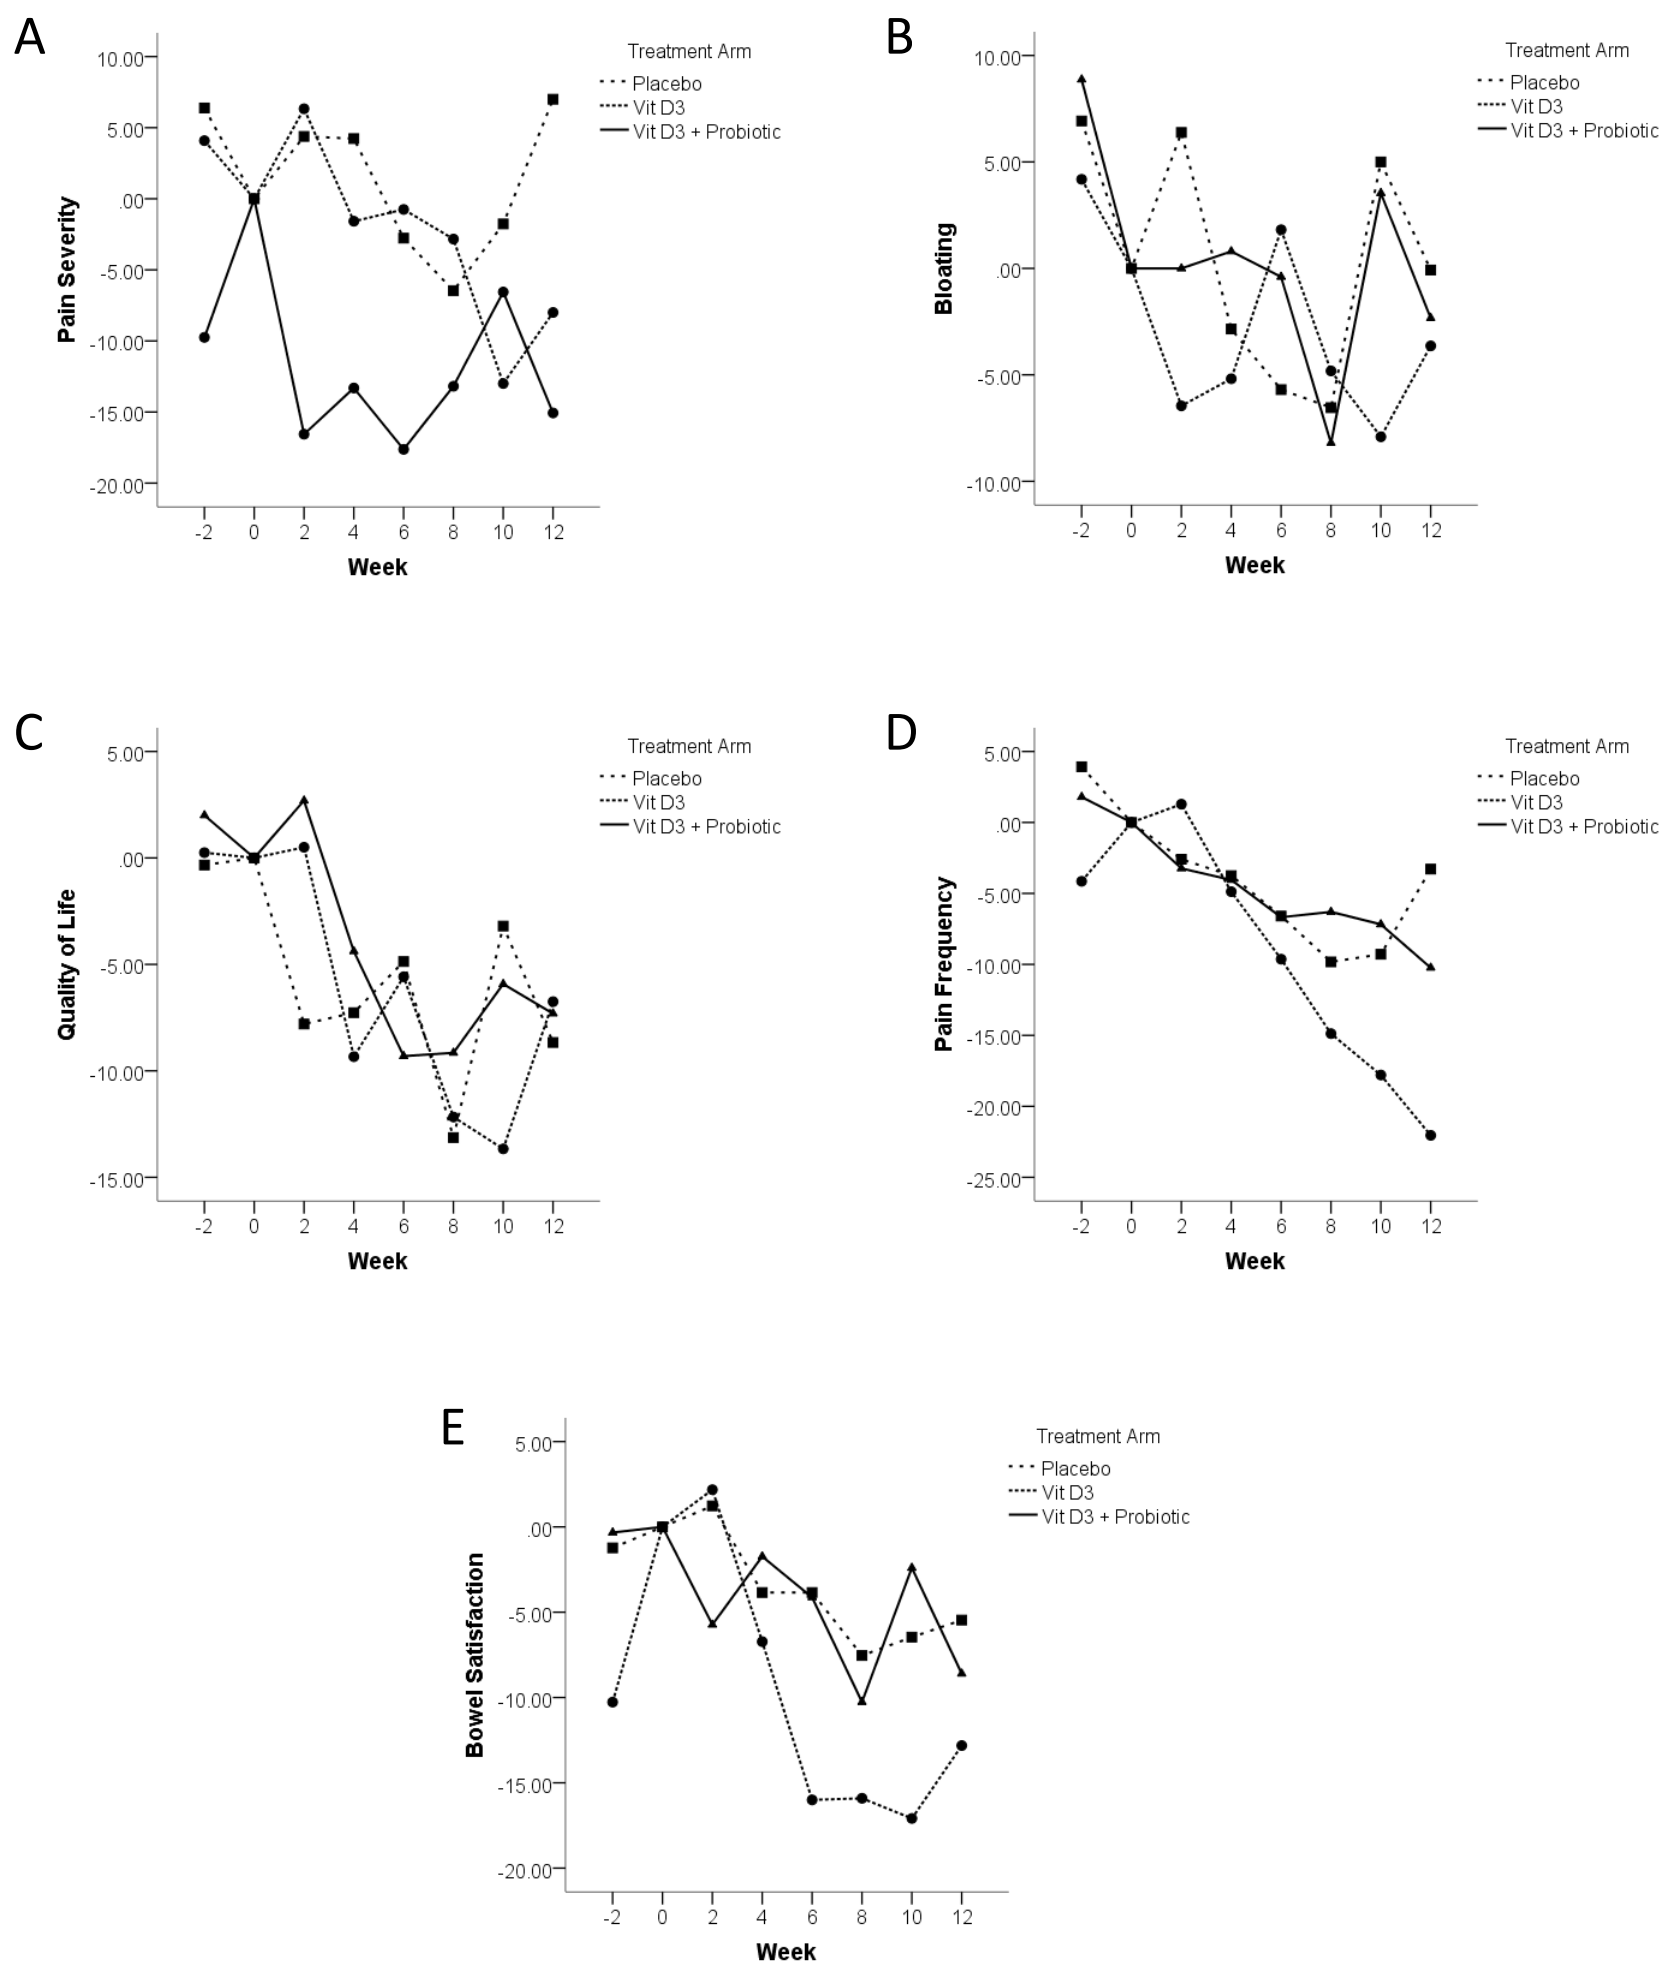 A
10.00
5.00
.00
-5.00
-10.00
-15.00
-20.00
Pain Severity
-2 0 2 4 6 8 10 12
Week
Treatment Arm
Placebo
Vit D3
Vit D3 + Probiotic
B
10.00
5.00
.00
-5.00
-10.00
Bloating
-2 0 2 4 6 8 10 12
Week
Treatment Arm
Placebo
Vit D3
Vit D3 + Probiotic
C
5.00
.00
-5.00
-10.00
-15.00
Quality of Life
-2 0 2 4 6 8 10 12
Week
Treatment Arm
Placebo
Vit D3
Vit D3 + Probiotic
D
5.00
.00
-5.00
-10.00
-15.00
-20.00
-25.00
Pain Frequency
-2 0 2 4 6 8 10 12
Week
Treatment Arm
Placebo
Vit D3
Vit D3 + Probiotic
E
5.00
.00
-5.00
-10.00
-15.00
-20.00
Bowel Satisfaction
-2 0 2 4 6 8 10 12
Week
Treatment Arm
Placebo
Vit D3
Vit D3 + Probiotic